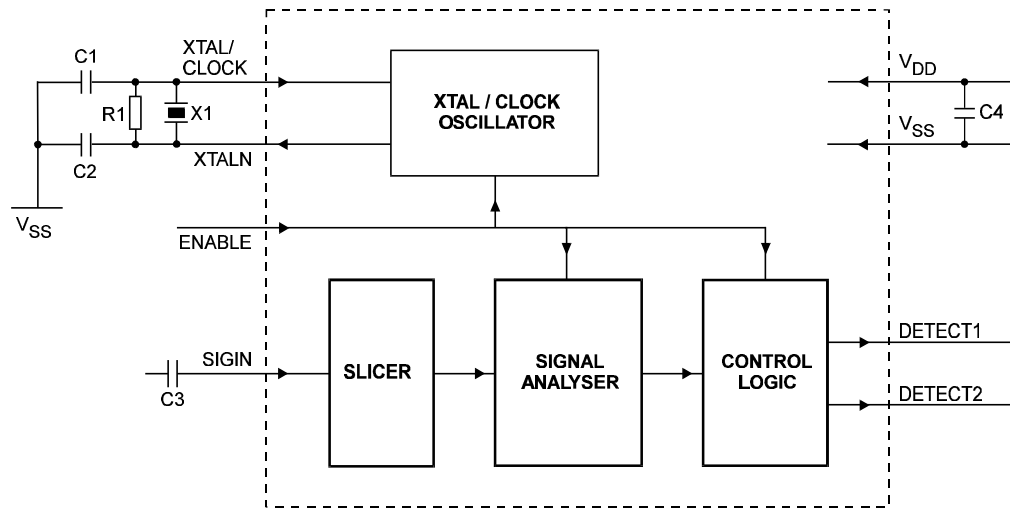 C1
XTAL/
CLOCK
R1
X1
C2
XTALN
VSS
XTAL / CLOCK
OSCILLATOR
VDD
C4
VSS
ENABLE
SIGIN
C3
SLICER
SIGNAL
ANALYSER
CONTROL
LOGIC
DETECT1
DETECT2